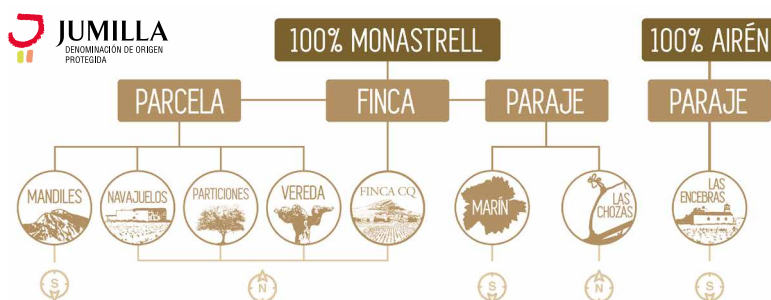 JUMILLA
DENOMINACIÓN DE ORIGEN
PROTEGIDA
100% MONASTRELL
100% AIRÉN
PARCELA
FINCA
PARAJE
PARAJE
MANDILES
NAVAJUELOS
PARTICIONES
VEREDA
FINCA CQ
MARÍN
LAS
CHOZAS
LAS
ENCEBRAS
S
N
S
N
S